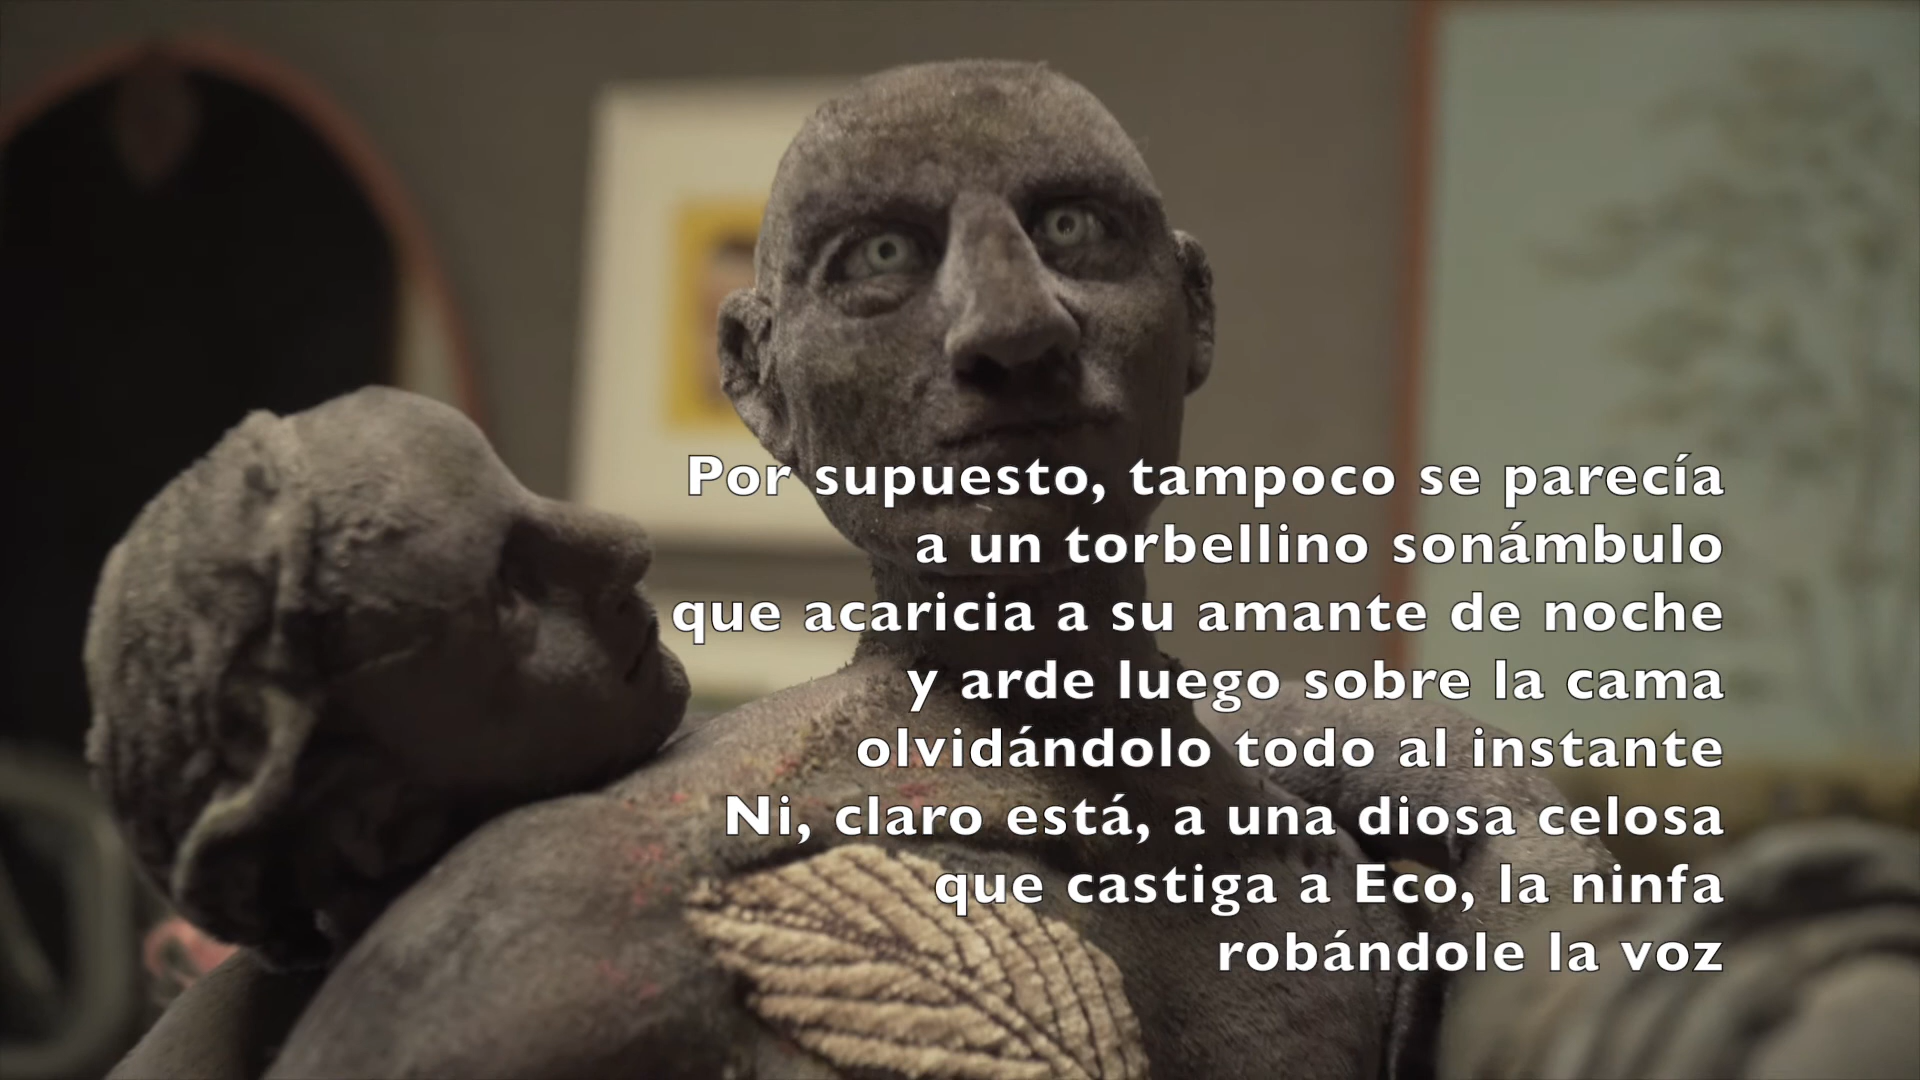 Por supuesto, tampoco se parecía
a un torbellino sonámbulo
que acaricia a su amante de noche
y arde luego sobre la cama
olvidándolo todo al instante
Ni, claro está, a una diosa celosa
que castiga a Eco, la ninfa
robándole la voz